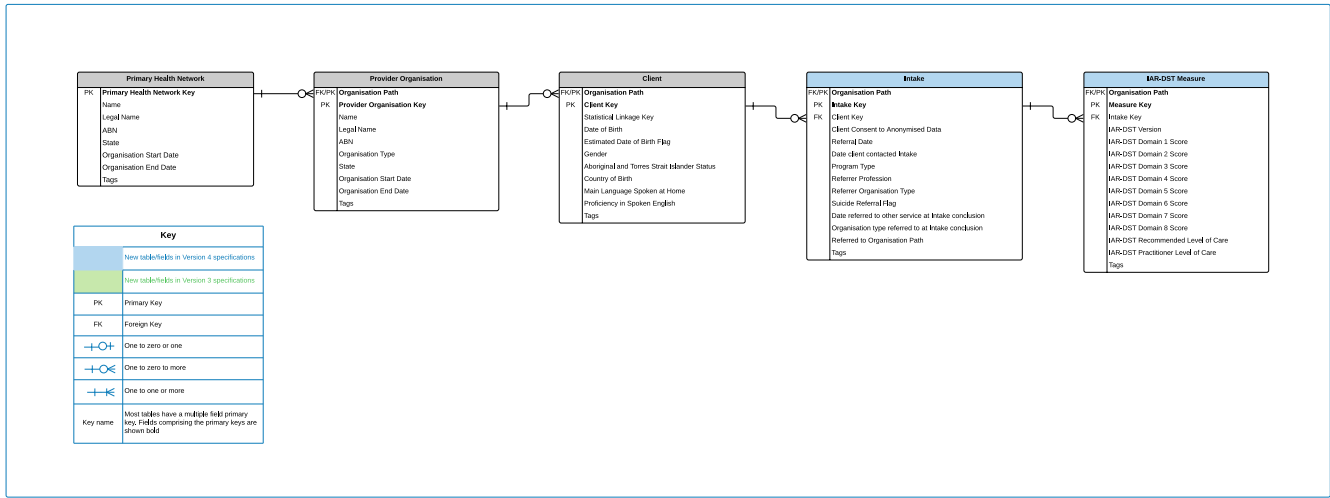 Primary Health Network
PK Primary Health Network Key
Name
Legal Name
ABN
State
Organisation Start Date
Organisation End Date
Tags
Provider Organisation
FK/PK Organisation Path
PK Provider Organisation Key
Name
Legal Name
ABN
Organisation Type
State
Organisation Start Date
Organisation End Date
Tags
Client
FK/PK Organisation Path
PK Client Key
Statistical Linkage Key
Date of Birth
Estimated Date of Birth Flag
Gender
Aboriginal and Torres Strait Islander Status
Country of Birth
Main Language Spoken at Home
Proficiency in Spoken English
Tags
Intake
FK/PK Organisation Path
PK Intake Key
FK Client Key
Client Consent to Anonymised Data
Referral Date
Date client contacted Intake
Program Type
Referrer Profession
Referrer Organisation Type
Suicide Referral Flag
Date referred to other service at Intake conclusion
Organisation type referred to at Intake conclusion
Referred to Organisation Path
Tags
IAR-DST Measure
FK/PK Organisation Path
PK Measure Key
FK Intake Key
IAR-DST Version
IAR-DST Domain 1 Score
IAR-DST Domain 2 Score
IAR-DST Domain 3 Score
IAR-DST Domain 4 Score
IAR-DST Domain 5 Score
IAR-DST Domain 6 Score
IAR-DST Domain 7 Score
IAR-DST Domain 8 Score
IAR-DST Recommended Level of Care
IAR-DST Practitioner Level of Care
Tags
Key
New table/fields in Version 4 specifications
New table/fields in Version 3 specifications
PK Primary Key
FK Foreign Key
One to zero or one
One to zero to more
One to one or more
Key name
Most tables have a multiple field primary
key. Fields comprising the primary keys are
shown bold